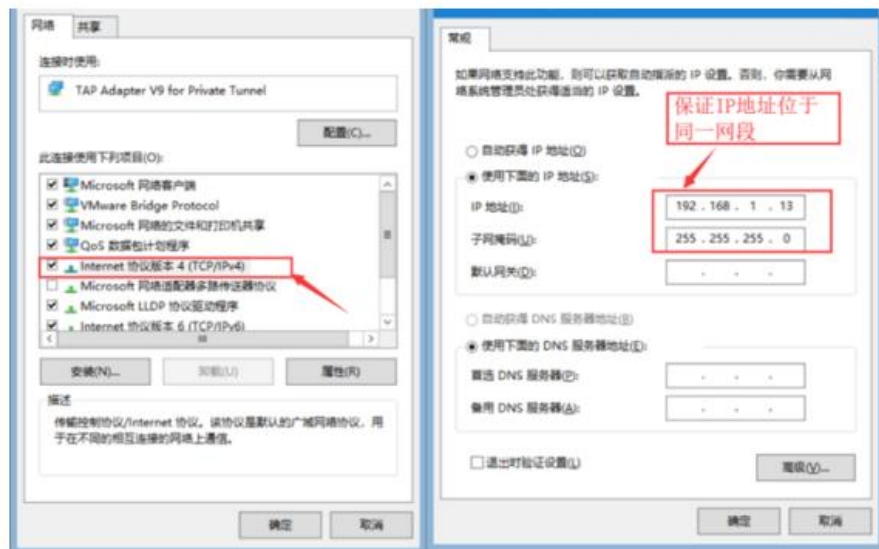 网络
共享
连接时使用:
TAP Adapter V9 for Private Tunnel
配置(C)...
此连接使用下列项目(O):
Microsoft 网络客户端
VMware Bridge Protocol
Microsoft 网络的文件和打印机共享
QoS 数据包计划程序
Internet 协议版本 4 (TCP/IPv4)
Microsoft 网络适配器多路传送器协议
Microsoft LLDP 协议驱动程序
Internet 协议版本 6 (TCP/IPv6)
安装(N)...
卸载(U)
属性(R)
描述
传输控制协议/Internet 协议。该协议是默认的广域网络协议，用
于在不同的相互连接的网络上通信。
确定
取消
常规
如果网络支持此功能，则可以获取自动指派的 IP 设置。否则，你需要从网
络系统管理员处获得适当的 IP 设置。
保证IP地址位于
同一网段
自动获得 IP 地址(O)
使用下面的 IP 地址(S):
IP 地址(I):
192 . 168 . 1 . 13
子网掩码(U):
255 . 255 . 255 . 0
默认网关(D):
自动获得 DNS 服务器地址(B)
使用下面的 DNS 服务器地址(E):
首选 DNS 服务器(P):
备用 DNS 服务器(A):
退出时验证设置(L)
高级(V)...
确定
取消